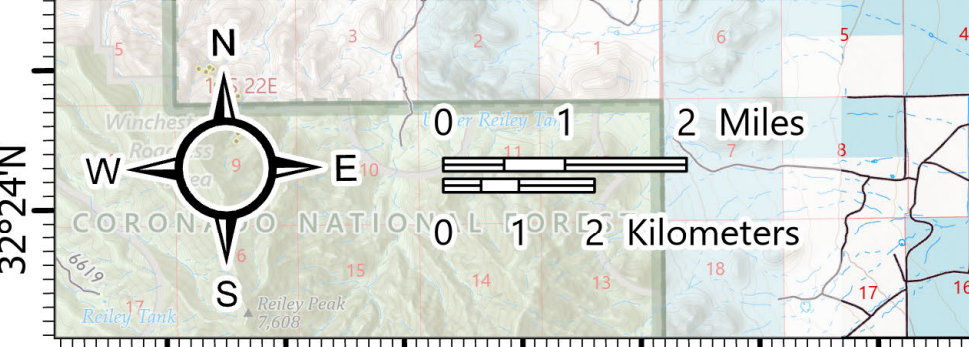 5
3
2
1
6
5
4
N
S 22E
Upper Reiley Tank
Winchester
Roadless
Area
0 1 2 Miles
11
7
8
W
E
9
10
32°24'N
CORONADO NATIONAL FOREST
0 1 2 Kilometers
6619
6
15
14
13
18
17
16
S
17
Reiley Tank
Reiley Peak
7,608